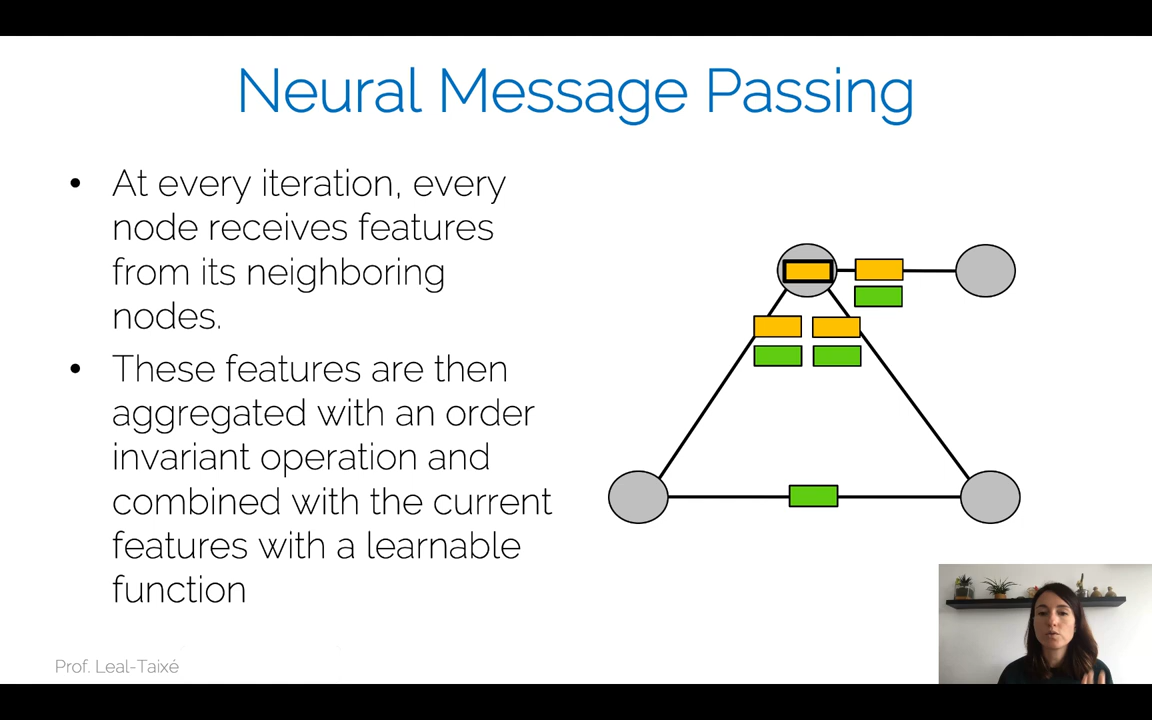 Neural Message Passing
• At every iteration, every
node receives features
from its neighboring
nodes.
• These features are then
aggregated with an order
invariant operation and
combined with the current
features with a learnable
function
Prof. Leal-Taixé